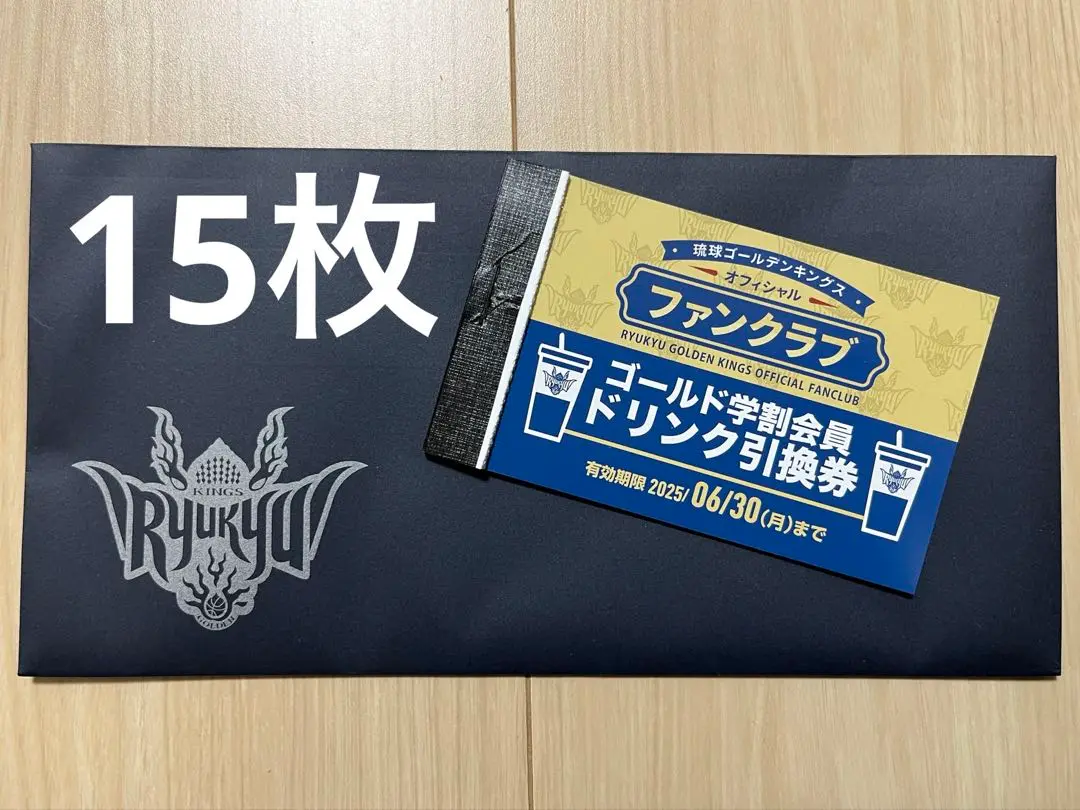 15枚
KINGS
RYUKYU
GOLDEN
琉球ゴールデンキングス
オフィシャル
ファンクラブ
RYUKYU GOLDEN KINGS OFFICIAL FANCLUB
ゴールド学割会員
ドリンク引換券
有効期限 2025/06/30(月)まで